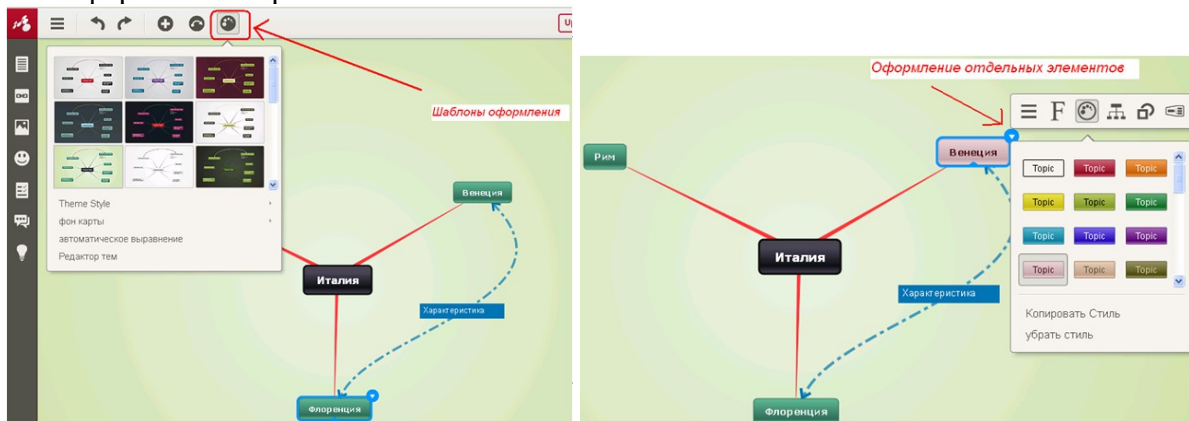 Up
Шаблоны оформления
Theme Style
фон карты
автоматическое выравнение
Редактор тем
Венеция
Италия
Характеристика
Флоренция
Оформление отдельных элементов
F
Рим
Венеция
Topic Topic Topic
Topic Topic Topic
Topic Topic Topic
Topic Topic Topic
Италия
Характеристика
Копировать Стиль
убрать стиль
Флоренция